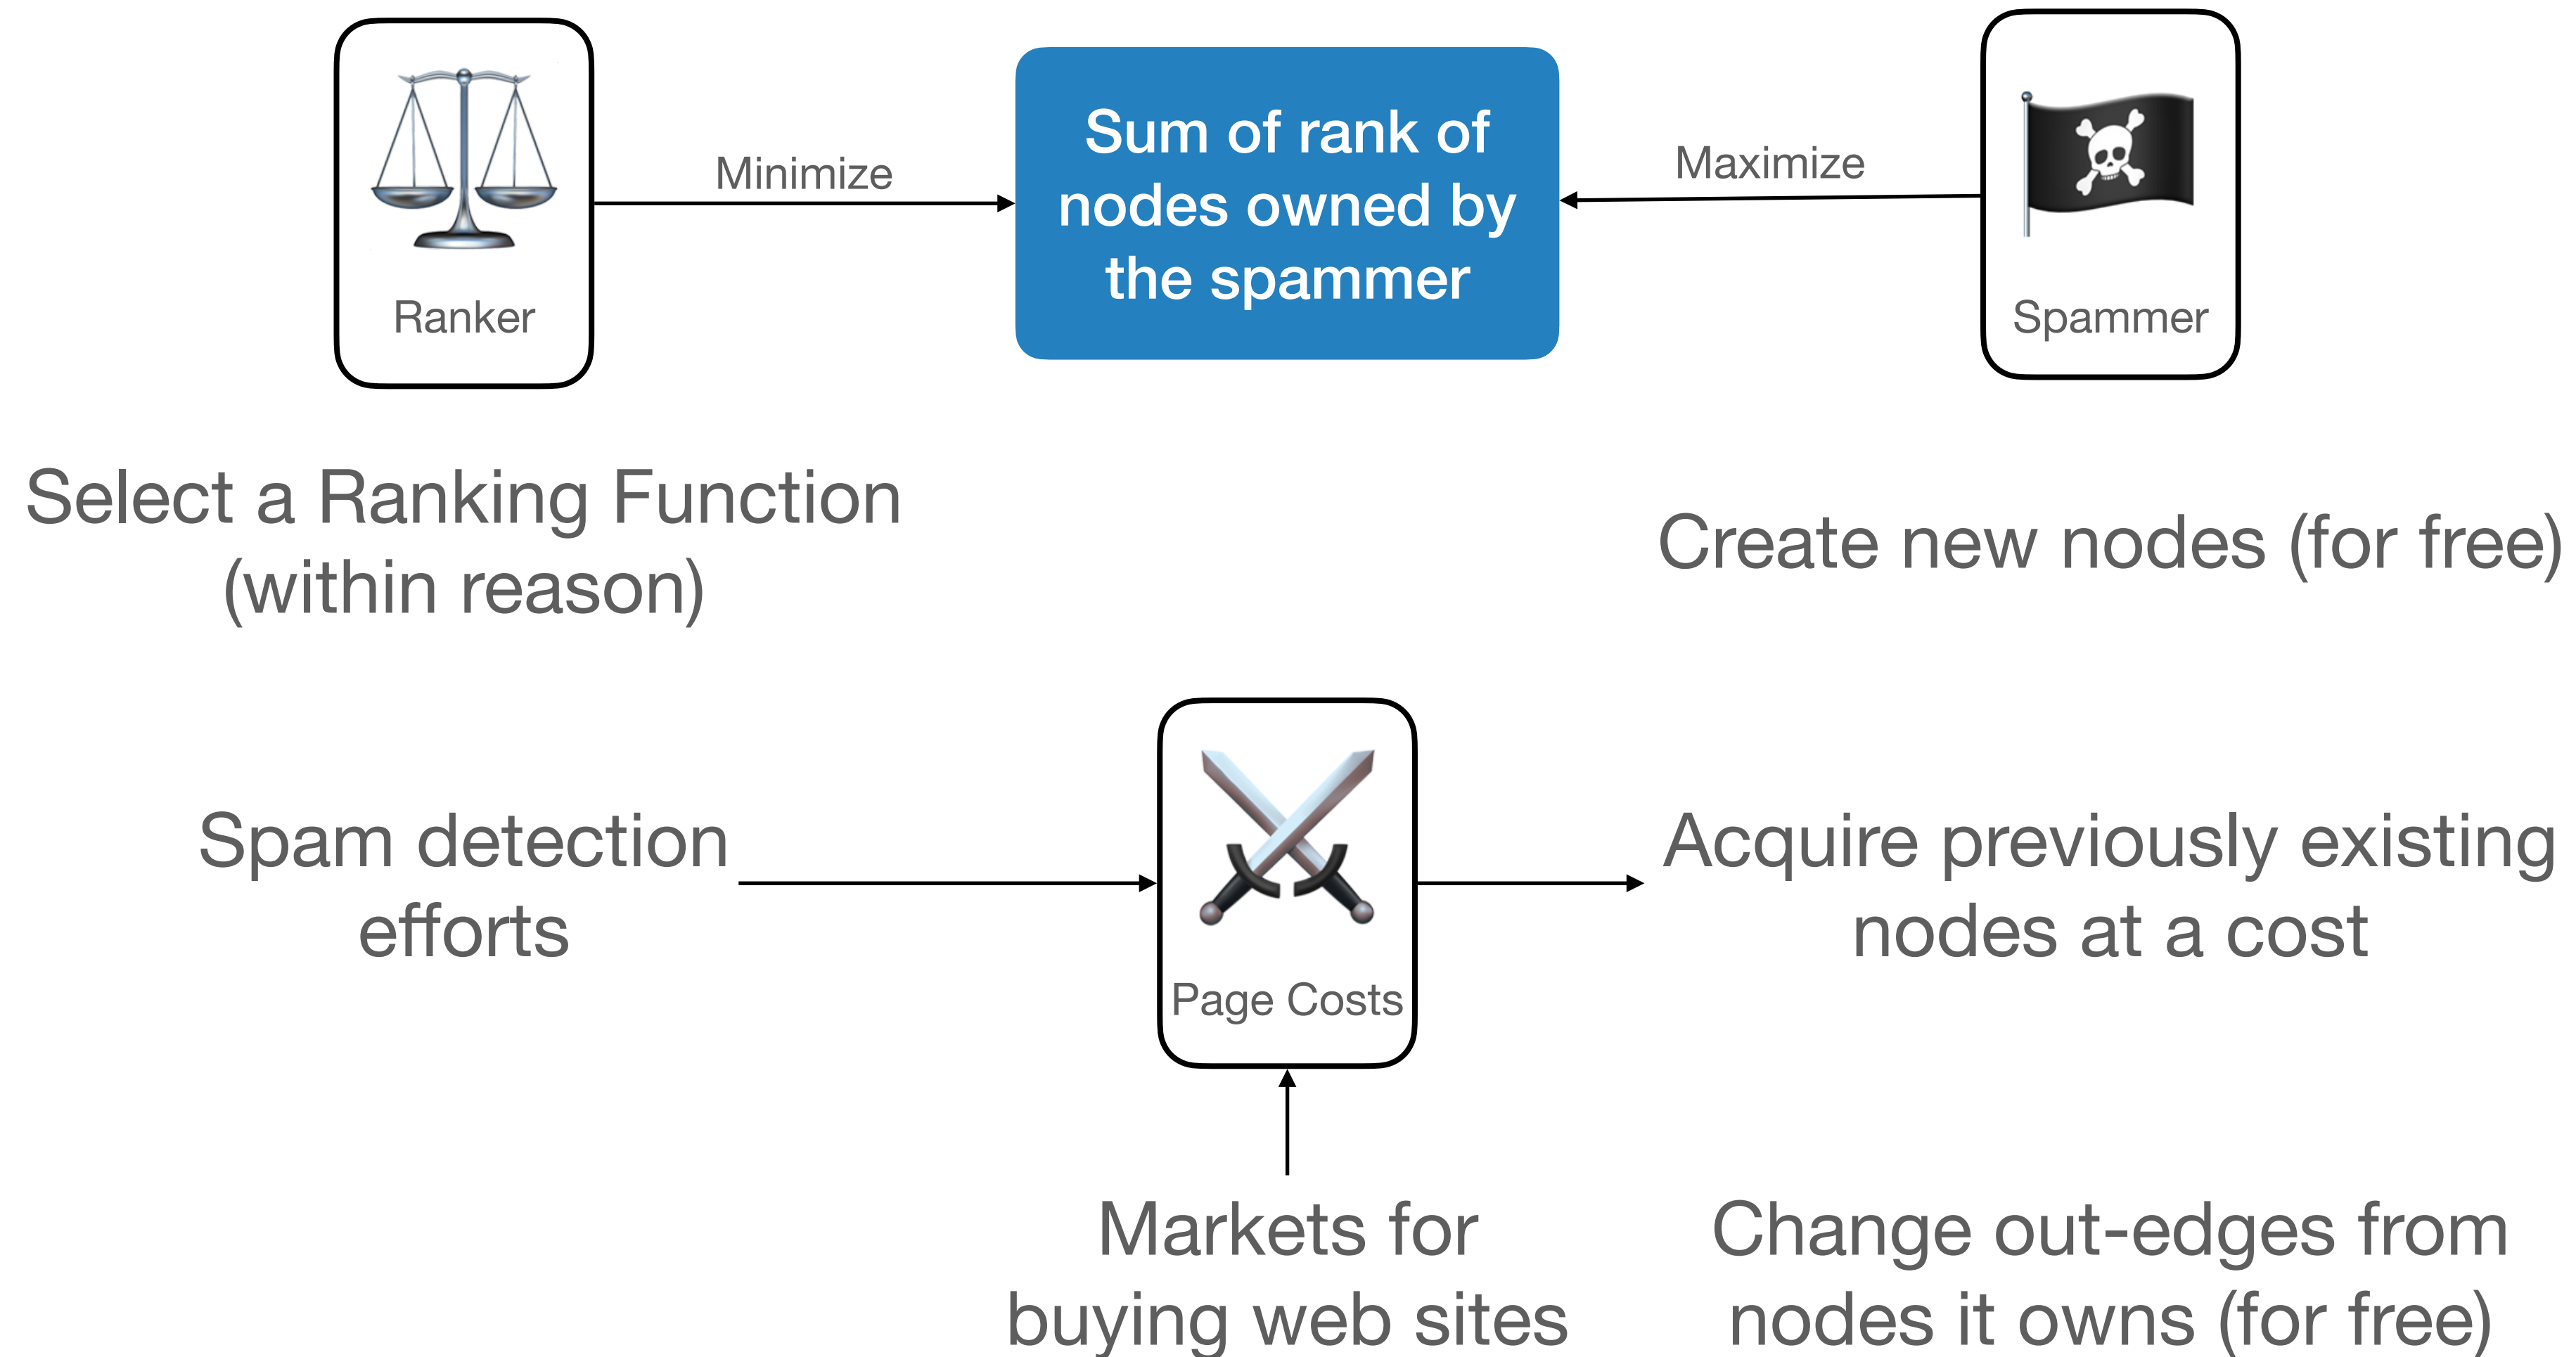 Minimize
Sum of rank of
nodes owned by
the spammer
Maximize
Ranker
Spammer
Select a Ranking Function
(within reason)
Create new nodes (for free)
Spam detection
efforts
Page Costs
Acquire previously existing
nodes at a cost
Markets for
buying web sites
Change out-edges from
nodes it owns (for free)